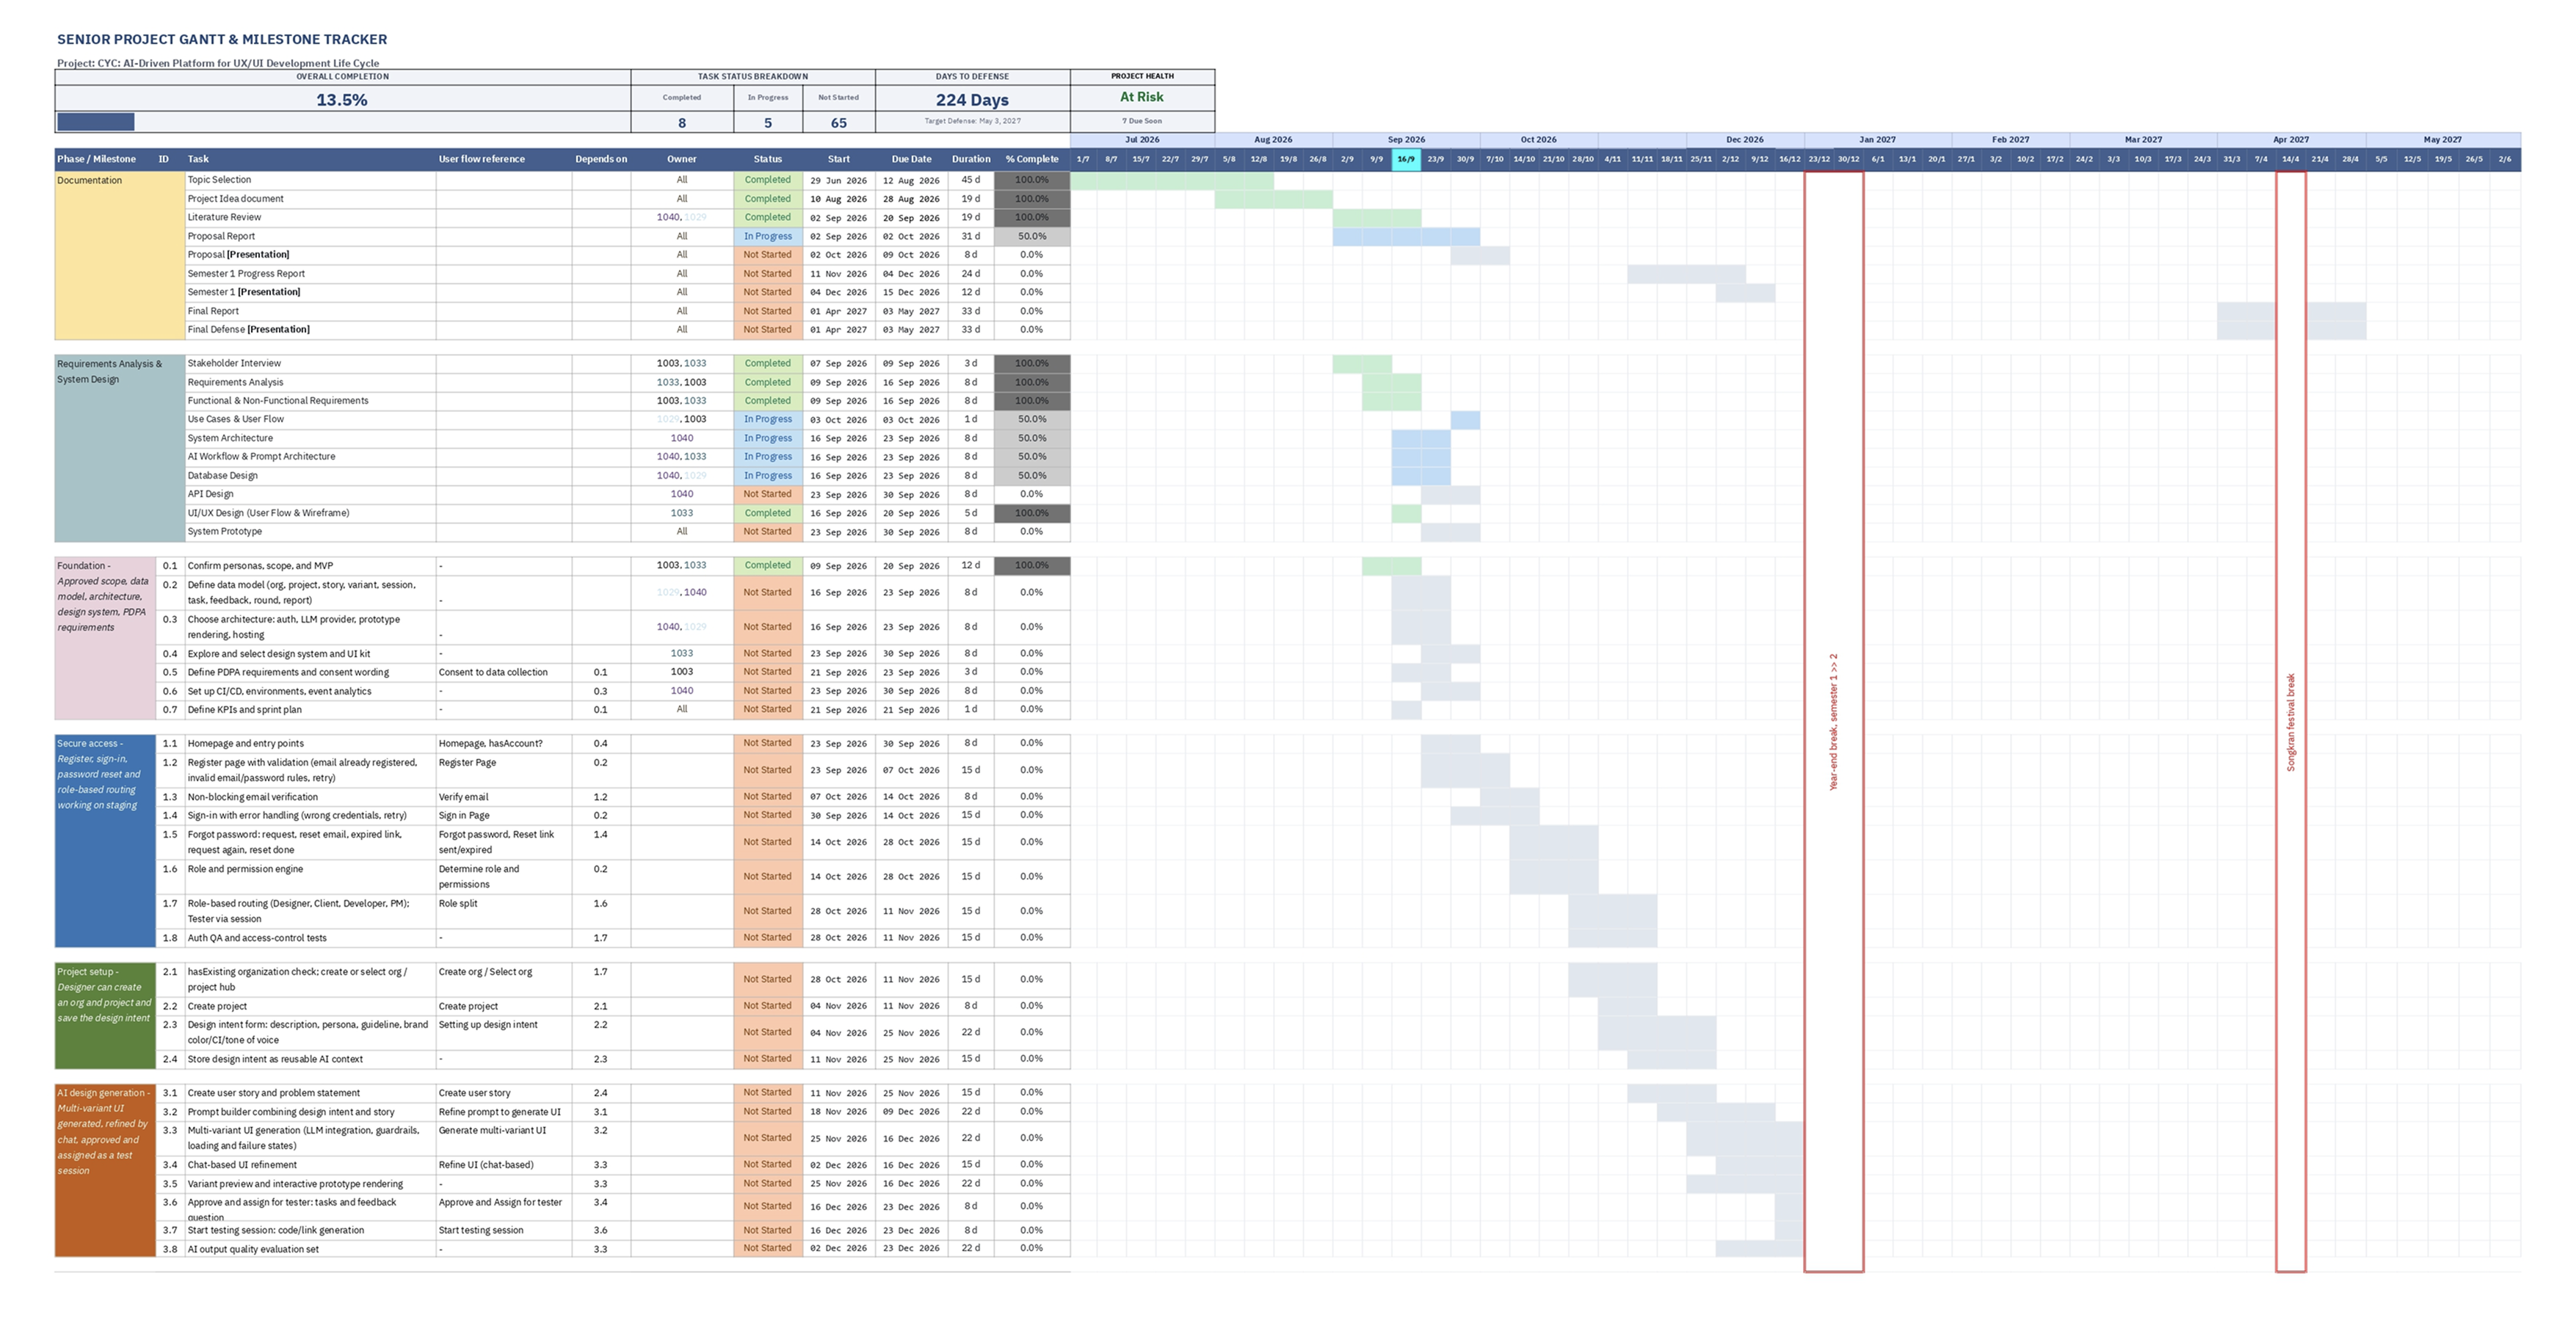 SENIOR PROJECT GANTT & MILESTONE TRACKER
Project: CYC: AI-Driven Platform for UX/UI Development Life Cycle
OVERALL COMPLETION TASK STATUS BREAKDOWN DAYS TO DEFENSE PROJECT HEALTH
13.5% Completed In Progress Not Started 224 Days At Risk
8 5 65 Target Defense: May 3, 2027 7 Due Soon
Jul 2026 Aug 2026 Sep 2026 Oct 2026 Dec 2026 Jan 2027 Feb 2027 Mar 2027 Apr 2027 May 2027
Phase / Milestone ID Task User flow reference Depends on Owner Status Start Due Date Duration % Complete 1/7 8/7 15/7 22/7 29/7 5/8 12/8 19/8 26/8 2/9 9/9 16/9 23/9 30/9 7/10 14/10 21/10 28/10 4/11 11/11 18/11 25/11 2/12 9/12 16/12 23/12 30/12 6/1 13/1 20/1 27/1 3/2 10/2 17/2 24/2 3/3 10/3 17/3 24/3 31/3 7/4 14/4 21/4 28/4 5/5 12/5 19/5 26/5 2/6
Documentation Topic Selection All Completed 29 Jun 2026 12 Aug 2026 45 d 100.0%
Project Idea document All Completed 10 Aug 2026 28 Aug 2026 19 d 100.0%
Literature Review 1040, 1029 Completed 02 Sep 2026 20 Sep 2026 19 d 100.0%
Proposal Report All In Progress 02 Sep 2026 02 Oct 2026 31 d 50.0%
Proposal [Presentation] All Not Started 02 Oct 2026 09 Oct 2026 8 d 0.0%
Semester 1 Progress Report All Not Started 11 Nov 2026 04 Dec 2026 24 d 0.0%
Semester 1 [Presentation] All Not Started 04 Dec 2026 15 Dec 2026 12 d 0.0%
Final Report All Not Started 01 Apr 2027 03 May 2027 33 d 0.0%
Final Defense [Presentation] All Not Started 01 Apr 2027 03 May 2027 33 d 0.0%
Requirements Analysis &
System Design
Stakeholder Interview 1003, 1033 Completed 07 Sep 2026 09 Sep 2026 3 d 100.0%
Requirements Analysis 1033, 1003 Completed 09 Sep 2026 16 Sep 2026 8 d 100.0%
Functional & Non-Functional Requirements 1003, 1033 Completed 09 Sep 2026 16 Sep 2026 8 d 100.0%
Use Cases & User Flow 1029, 1003 In Progress 03 Oct 2026 03 Oct 2026 1 d 50.0%
System Architecture 1040 In Progress 16 Sep 2026 23 Sep 2026 8 d 50.0%
AI Workflow & Prompt Architecture 1040, 1033 In Progress 16 Sep 2026 23 Sep 2026 8 d 50.0%
Database Design 1040, 1029 In Progress 16 Sep 2026 23 Sep 2026 8 d 50.0%
API Design 1040 Not Started 23 Sep 2026 30 Sep 2026 8 d 0.0%
UI/UX Design (User Flow & Wireframe) 1033 Completed 16 Sep 2026 20 Sep 2026 5 d 100.0%
System Prototype All Not Started 23 Sep 2026 30 Sep 2026 8 d 0.0%
Foundation -
Approved scope, data
model, architecture,
design system, PDPA
requirements
0.1 Confirm personas, scope, and MVP - 1003, 1033 Completed 09 Sep 2026 20 Sep 2026 12 d 100.0%
0.2 Define data model (org, project, story, variant, session,
task, feedback, round, report) - 1029, 1040 Not Started 16 Sep 2026 23 Sep 2026 8 d 0.0%
0.3 Choose architecture: auth, LLM provider, prototype
rendering, hosting - 1040, 1029 Not Started 16 Sep 2026 23 Sep 2026 8 d 0.0%
0.4 Explore and select design system and UI kit - 1033 Not Started 23 Sep 2026 30 Sep 2026 8 d 0.0%
0.5 Define PDPA requirements and consent wording Consent to data collection 0.1 1003 Not Started 21 Sep 2026 23 Sep 2026 3 d 0.0%
0.6 Set up CI/CD, environments, event analytics - 0.3 1040 Not Started 23 Sep 2026 30 Sep 2026 8 d 0.0%
0.7 Define KPIs and sprint plan - 0.1 All Not Started 21 Sep 2026 21 Sep 2026 1 d 0.0%
Secure access -
Register, sign-in,
password reset and
role-based routing
working on staging
1.1 Homepage and entry points Homepage, hasAccount? 0.4 Not Started 23 Sep 2026 30 Sep 2026 8 d 0.0%
1.2 Register page with validation (email already registered,
invalid email/password rules, retry) Register Page 0.2 Not Started 23 Sep 2026 07 Oct 2026 15 d 0.0%
1.3 Non-blocking email verification Verify email 1.2 Not Started 07 Oct 2026 14 Oct 2026 8 d 0.0%
1.4 Sign-in with error handling (wrong credentials, retry) Sign in Page 0.2 Not Started 30 Sep 2026 14 Oct 2026 15 d 0.0%
1.5 Forgot password: request, reset email, expired link,
request again, reset done Forgot password, Reset link
sent/expired 1.4 Not Started 14 Oct 2026 28 Oct 2026 15 d 0.0%
1.6 Role and permission engine Determine role and
permissions 0.2 Not Started 14 Oct 2026 28 Oct 2026 15 d 0.0%
1.7 Role-based routing (Designer, Client, Developer, PM);
Tester via session Role split 1.6 Not Started 28 Oct 2026 11 Nov 2026 15 d 0.0%
1.8 Auth QA and access-control tests - 1.7 Not Started 28 Oct 2026 11 Nov 2026 15 d 0.0%
Project setup -
Designer can create
an org and project and
save the design intent
2.1 hasExisting organization check; create or select org /
project hub Create org / Select org 1.7 Not Started 28 Oct 2026 11 Nov 2026 15 d 0.0%
2.2 Create project Create project 2.1 Not Started 04 Nov 2026 11 Nov 2026 8 d 0.0%
2.3 Design intent form: description, persona, guideline, brand
color/CI/tone of voice Setting up design intent 2.2 Not Started 04 Nov 2026 25 Nov 2026 22 d 0.0%
2.4 Store design intent as reusable AI context - 2.3 Not Started 11 Nov 2026 25 Nov 2026 15 d 0.0%
AI design generation -
Multi-variant UI
generated, refined by
chat, approved and
assigned as a test
session
3.1 Create user story and problem statement Create user story 2.4 Not Started 11 Nov 2026 25 Nov 2026 15 d 0.0%
3.2 Prompt builder combining design intent and story Refine prompt to generate UI 3.1 Not Started 18 Nov 2026 09 Dec 2026 22 d 0.0%
3.3 Multi-variant UI generation (LLM integration, guardrails,
loading and failure states) Generate multi-variant UI 3.2 Not Started 25 Nov 2026 16 Dec 2026 22 d 0.0%
3.4 Chat-based UI refinement Refine UI (chat-based) 3.3 Not Started 02 Dec 2026 16 Dec 2026 15 d 0.0%
3.5 Variant preview and interactive prototype rendering - 3.3 Not Started 25 Nov 2026 16 Dec 2026 22 d 0.0%
3.6 Approve and assign for tester: tasks and feedback
question Approve and Assign for tester 3.4 Not Started 16 Dec 2026 23 Dec 2026 8 d 0.0%
3.7 Start testing session: code/link generation Start testing session 3.6 Not Started 16 Dec 2026 23 Dec 2026 8 d 0.0%
3.8 AI output quality evaluation set - 3.3 Not Started 02 Dec 2026 23 Dec 2026 22 d 0.0%
Year-end break, semester 1 >> 2
Songkran festival break